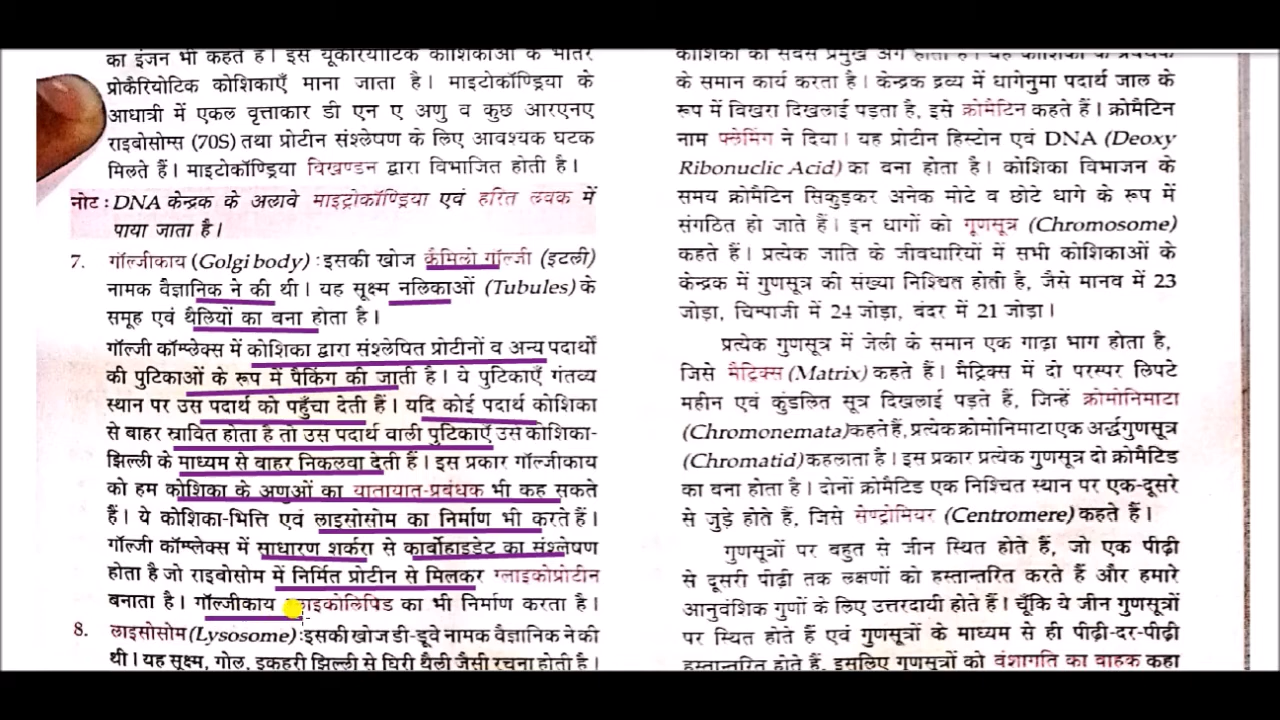 का इंजन भी कहते हैं। इसे यूकैरियोटिक कोशिकाओं के भीतर
प्रोकैरियोटिक कोशिकाएँ माना जाता है। माइटोकॉण्ड्रिया के
आधात्री में एकल वृत्ताकार डी एन ए अणु व कुछ आरएनए
राइबोसोम्स (70S) तथा प्रोटीन संश्लेषण के लिए आवश्यक घटक
मिलते हैं। माइटोकॉण्ड्रिया विखण्डन द्वारा विभाजित होती है।
नोट : DNA केन्द्रक के अलावे माइट्रोकॉण्ड्रिया एवं हरित लवक में
पाया जाता है।
7. गॉल्जीकाय (Golgi body) : इसकी खोज कैमिलो गॉल्जी (इटली)
नामक वैज्ञानिक ने की थी। यह सूक्ष्म नलिकाओं (Tubules) के
समूह एवं थैलियों का बना होता है।
गॉल्जी कॉम्प्लेक्स में कोशिका द्वारा संश्लेषित प्रोटीनों व अन्य पदार्थों
की पुटिकाओं के रूप में पैकिंग की जाती है। ये पुटिकाएँ गंतव्य
स्थान पर उस पदार्थ को पहुँचा देती हैं। यदि कोई पदार्थ कोशिका
से बाहर स्रावित होता है तो उस पदार्थ वाली पुटिकाएँ उसे कोशिका-
झिल्ली के माध्यम से बाहर निकलवा देती हैं। इस प्रकार गॉल्जीकाय
को हम कोशिका के अणुओं का यातायात-प्रबंधक भी कह सकते
हैं। ये कोशिका-भित्ति एवं लाइसोसोम का निर्माण भी करते हैं।
गॉल्जी कॉम्प्लेक्स में साधारण शर्करा से कार्बोहाइडेट का संश्लेषण
होता है जो राइबोसोम में निर्मित प्रोटीन से मिलकर ग्लाइकोप्रोटीन
बनाता है। गॉल्जीकाय का भी निर्माण करता है।
8. लाइसोसोम (Lysosome) : इसकी खोज डी-डूवे नामक वैज्ञानिक ने की
थी। यह सूक्ष्म, गोल, इकहरी झिल्ली से घिरी थैली जैसी रचना होती है।
कोशिका का सबसे प्रमुख अंग होता है। यह कोशिका के प्रबंधक
के समान कार्य करता है। केन्द्रक द्रव्य में धागेनुमा पदार्थ जाल के
रूप में बिखरा दिखलाई पड़ता है, इसे क्रोमैटिन कहते हैं। क्रोमैटिन
नाम फ्लेमिंग ने दिया। यह प्रोटीन हिस्टोन एवं DNA (Deoxy
Ribonuclic Acid) का बना होता है। कोशिका विभाजन के
समय क्रोमैटिन सिकुड़कर अनेक मोटे व छोटे धागे के रूप में
संगठित हो जाते हैं। इन धागों को गूणसूत्र (Chromosome)
कहते हैं। प्रत्येक जाति के जीवधारियों में सभी कोशिकाओं के
केन्द्रक में गुणसूत्र की संख्या निश्चित होती है, जैसे मानव में 23
जोड़ा, चिम्पाजी में 24 जोड़ा, बंदर में 21 जोड़ा।
प्रत्येक गुणसूत्र में जेली के समान एक गाढ़ा भाग होता है,
जिसे मैट्रिक्स (Matrix) कहते हैं। मैट्रिक्स में दो परस्पर लिपटे
महीन एवं कुंडलित सूत्र दिखलाई पड़ते हैं, जिन्हें क्रोमोनिमाटा
(Chromonemata) कहते हैं, प्रत्येक क्रोमोनिमाटा एक अर्द्धगुणसूत्र
(Chromatid) कहलाता है। इस प्रकार प्रत्येक गुणसूत्र दो क्रोमैटिड
का बना होता है। दोनों क्रोमैटिड एक निश्चित स्थान पर एक-दूसरे
से जुड़े होते हैं, जिसे सेण्ट्रोमियर (Centromere) कहते हैं।
गुणसूत्रों पर बहुत से जीन स्थित होते हैं, जो एक पीढ़ी
से दूसरी पीढ़ी तक लक्षणों को हस्तान्तरित करते हैं और हमारे
आनुवंशिक गुणों के लिए उत्तरदायी होते हैं। चूँकि ये जीन गुणसूत्रों
पर स्थित होते हैं एवं गुणसूत्रों के माध्यम से ही पीढ़ी-दर-पीढ़ी
हस्तान्तरित होते हैं, इसलिए गुणसूत्रों को वंशागति का वाहक कहा